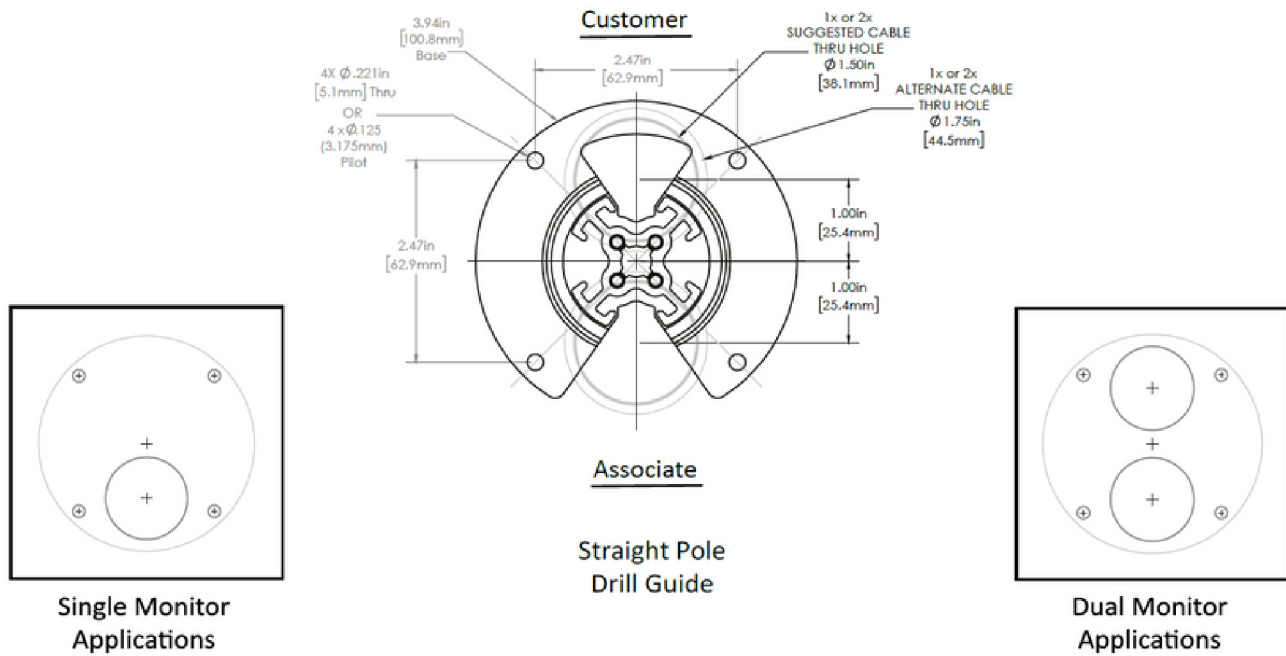 Customer
3.94in
[100.8mm]
Base
2.47in
[62.9mm]
1x or 2x
SUGGESTED CABLE
THRU HOLE
Ø1.50in
[38.1mm]
1x or 2x
ALTERNATE CABLE
THRU HOLE
Ø1.75in
[44.5mm]
4X Ø.221in
[5.1mm] Thru
OR
4 xØ.125
(3.175mm)
Pilot
2.47in
[62.9mm]
1.00in
[25.4mm]
1.00in
[25.4mm]
Associate
Straight Pole
Drill Guide
Single Monitor
Applications
Dual Monitor
Applications